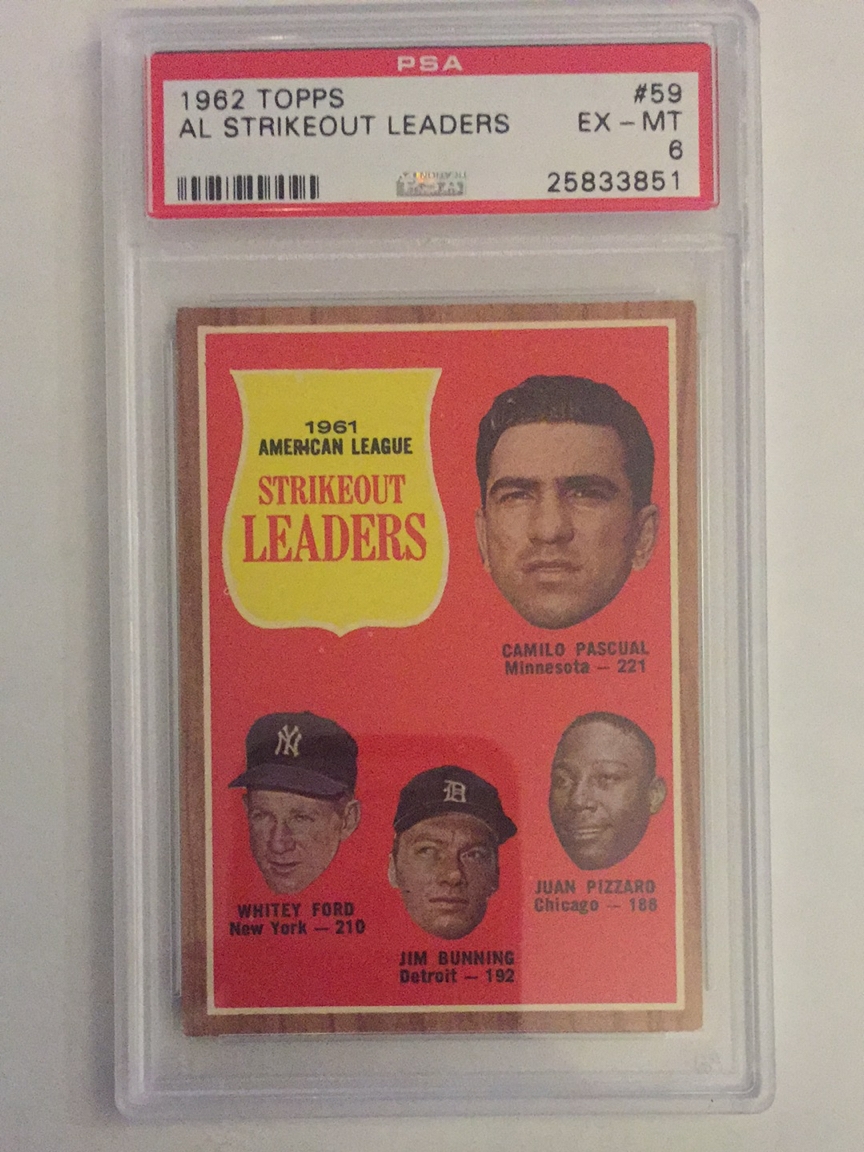 PSA
1962 TOPPS #59
AL STRIKEOUT LEADERS EX - MT
6
25833851
1961
AMERICAN LEAGUE
STRIKEOUT
LEADERS
CAMILO PASCUAL
Minnesota — 221
NY
D
WHITEY FORD
New York — 210
JUAN PIZZARO
Chicago — 188
JIM BUNNING
Detroit — 192